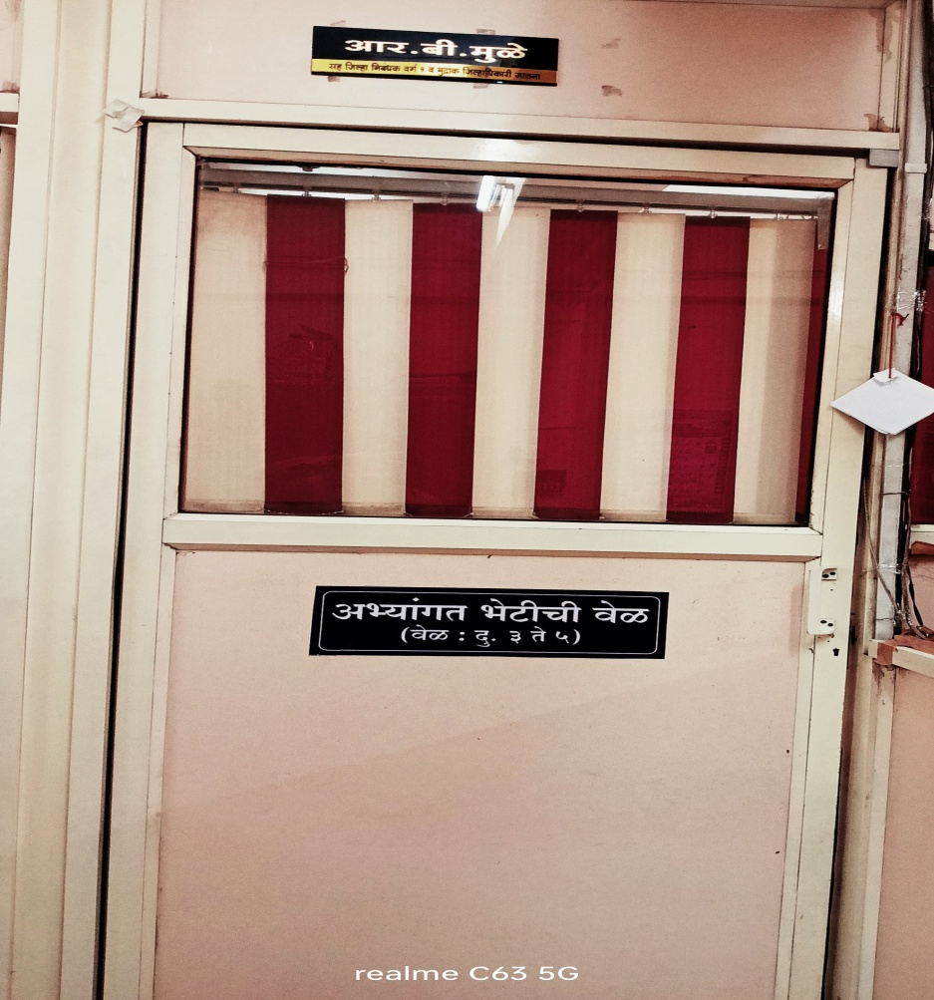 आर.बी.मुळे
सह जिल्हा निबंधक वर्ग १ व मुद्रांक जिल्हाधिकारी जालना
अभ्यांगत भेटीची वेळ
(वेळ : दु. ३ ते ५)
realme C63 5G